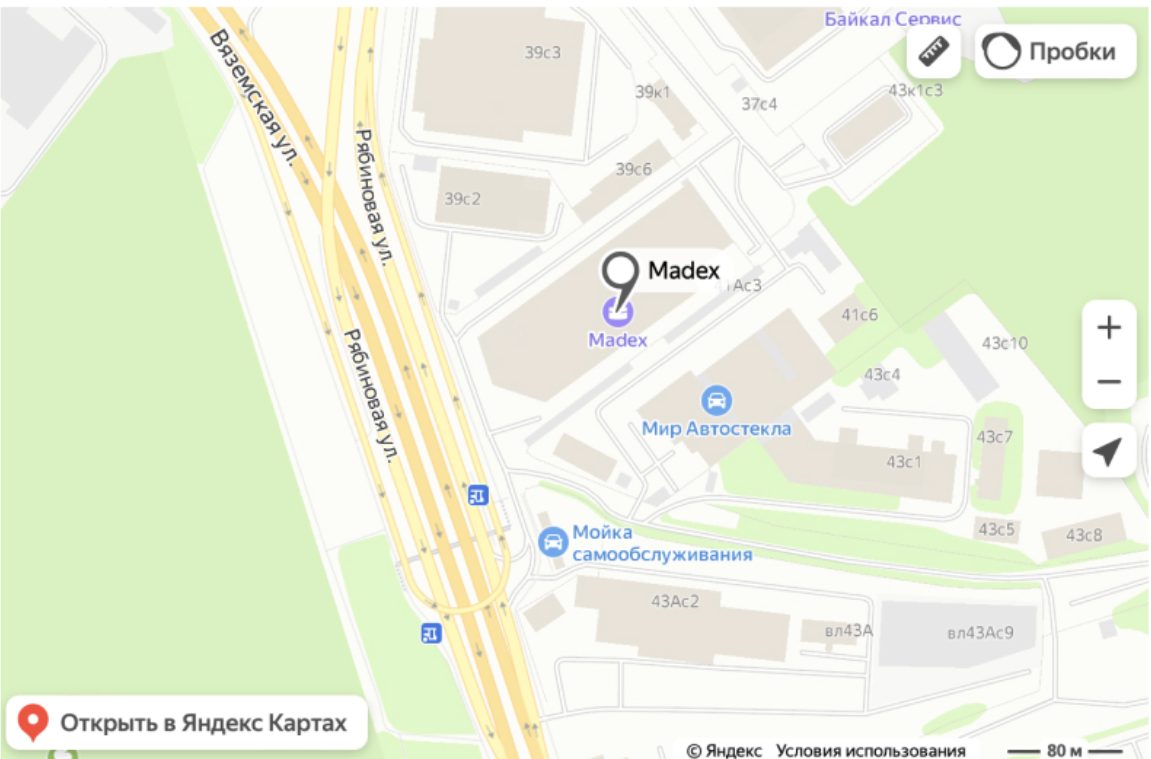 Байкал Сервис
Пробки
39с3
39к1
37с4
43к1с3
Вяземская ул.
Рябиновая ул.
39с6
39с2
Madex
Madex
41с6
43с10
Рябиновая ул.
43с4
Мир Автостекла
43с7
43с1
43с5
43с8
Мойка
самообслуживания
43Ас2
вл43А
вл43Ас9
Открыть в Яндекс Картах
© Яндекс Условия использования
80 м